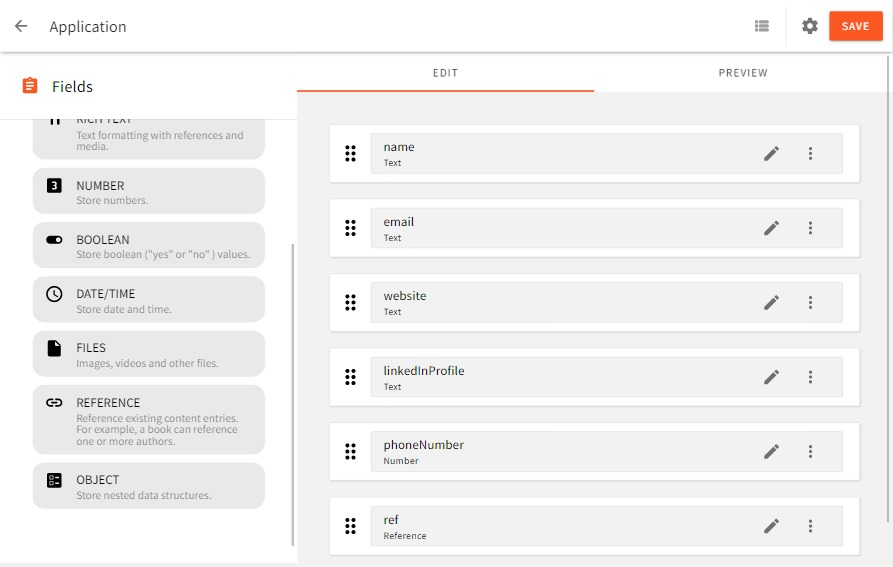 Application
SAVE
Fields
EDIT
PREVIEW
RICH TEXT
Text formatting with references and
media.
NUMBER
Store numbers.
BOOLEAN
Store boolean ("yes" or "no" ) values.
DATE/TIME
Store date and time.
FILES
Images, videos and other files.
REFERENCE
Reference existing content entries.
For example, a book can reference
one or more authors.
OBJECT
Store nested data structures.
name
Text
email
Text
website
Text
linkedInProfile
Text
phoneNumber
Number
ref
Reference